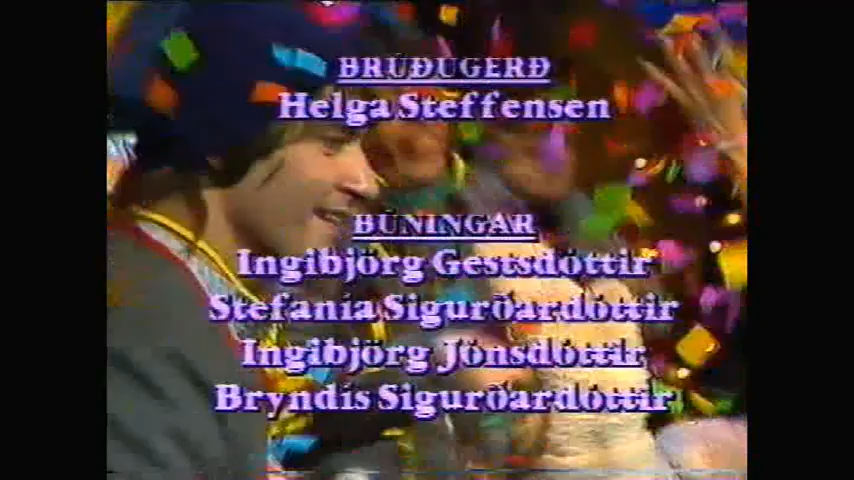 BRÚÐUGERÐ
Helga Steffensen
BÚNINGAR
Ingibjörg Gestsdóttir
Stefanía Sigurðardóttir
Ingibjörg Jónsdóttir
Bryndís Sigurðardóttir